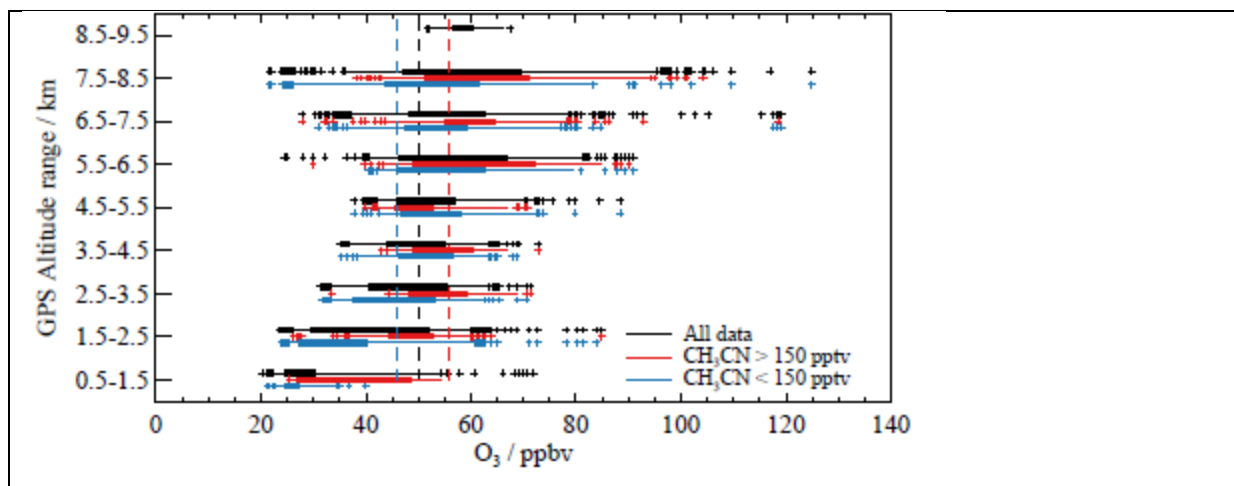 GPS Altitude range / km
8.5-9.5
7.5-8.5
6.5-7.5
5.5-6.5
4.5-5.5
3.5-4.5
2.5-3.5
1.5-2.5
0.5-1.5
All data
CH₃CN > 150 pptv
CH₃CN < 150 pptv
0 20 40 60 80 100 120 140
O₃ / ppbv